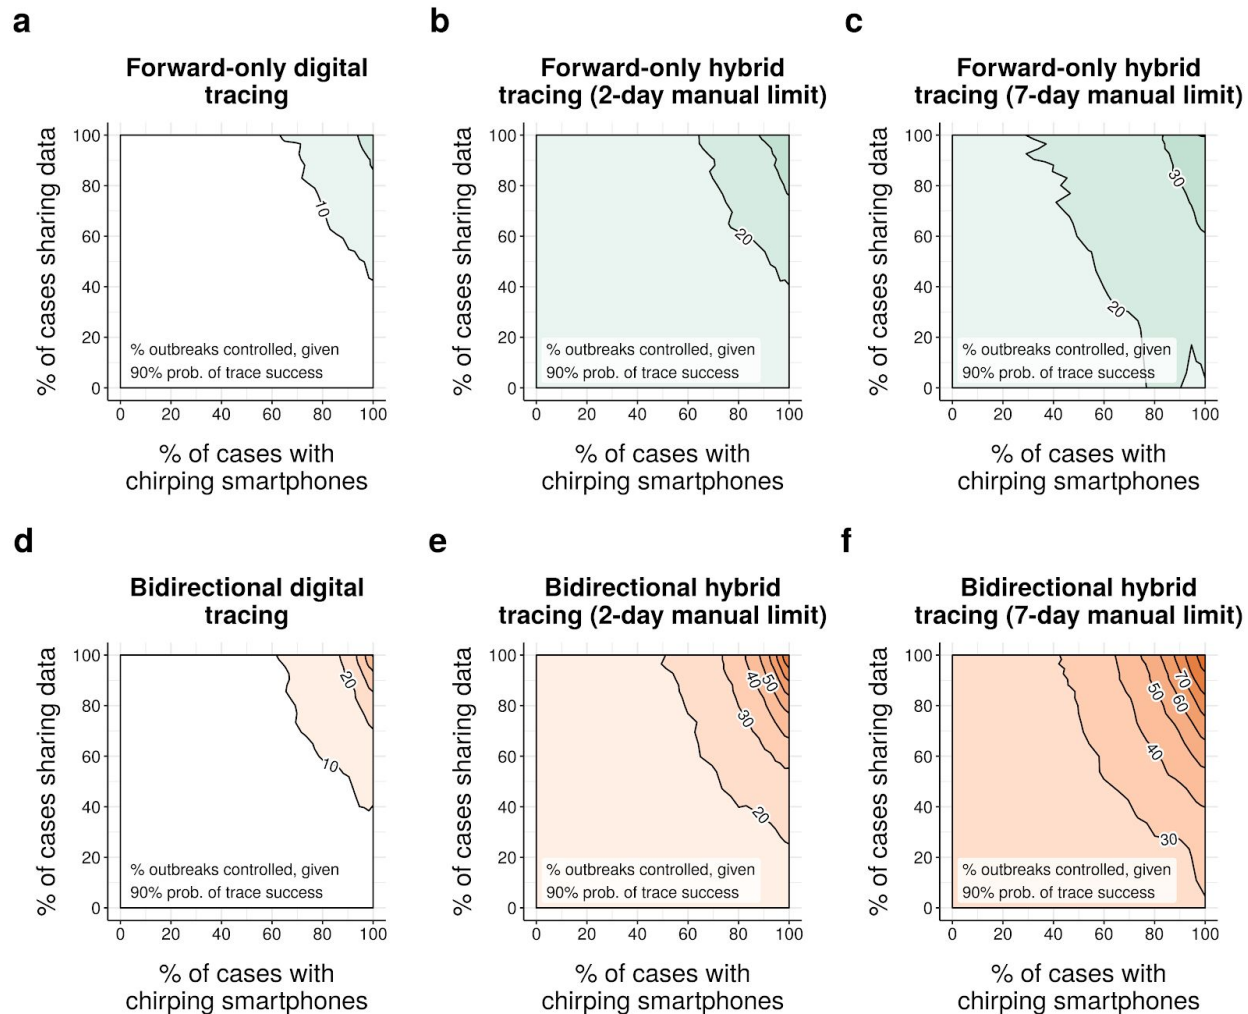 a
Forward-only digital
tracing
% of cases sharing data
100
80
60
40
20
0
10
% outbreaks controlled, given
90% prob. of trace success
0 20 40 60 80 100
% of cases with
chirping smartphones
b
Forward-only hybrid
tracing (2-day manual limit)
% of cases sharing data
100
80
60
40
20
0
20
% outbreaks controlled, given
90% prob. of trace success
0 20 40 60 80 100
% of cases with
chirping smartphones
c
Forward-only hybrid
tracing (7-day manual limit)
% of cases sharing data
100
80
60
40
20
0
30
20
% outbreaks controlled, given
90% prob. of trace success
0 20 40 60 80 100
% of cases with
chirping smartphones
d
Bidirectional digital
tracing
% of cases sharing data
100
80
60
40
20
0
20
10
% outbreaks controlled, given
90% prob. of trace success
0 20 40 60 80 100
% of cases with
chirping smartphones
e
Bidirectional hybrid
tracing (2-day manual limit)
% of cases sharing data
100
80
60
40
20
0
40
50
30
20
% outbreaks controlled, given
90% prob. of trace success
0 20 40 60 80 100
% of cases with
chirping smartphones
f
Bidirectional hybrid
tracing (7-day manual limit)
% of cases sharing data
100
80
60
40
20
0
70
50
60
40
30
% outbreaks controlled, given
90% prob. of trace success
0 20 40 60 80 100
% of cases with
chirping smartphones